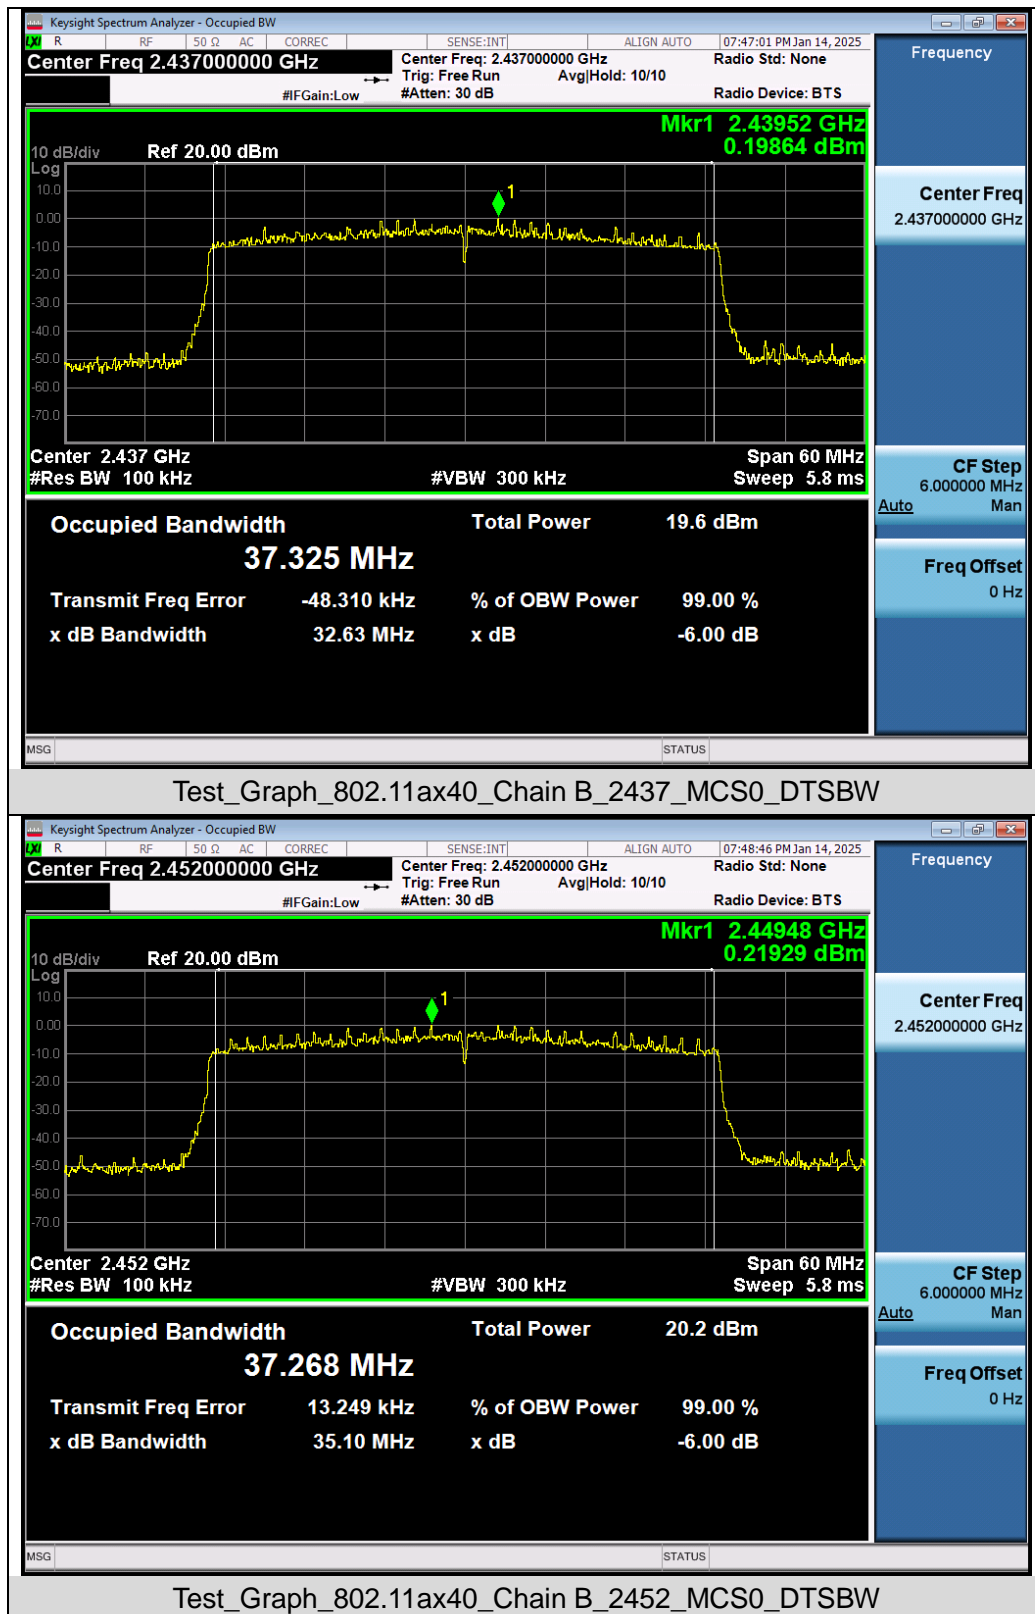 Keysight Spectrum Analyzer - Occupied BW
LXI R RF 50 Ω AC CORREC SENSE:INT ALIGN AUTO 07:47:01 PM Jan 14, 2025
Center Freq 2.437000000 GHz
Center Freq: 2.437000000 GHz
Radio Std: None
Trig: Free Run Avg|Hold: 10/10
#IFGain:Low #Atten: 30 dB
Radio Device: BTS
Mkr1 2.43952 GHz
0.19864 dBm
10 dB/div Ref 20.00 dBm
Log
10.0
0.00
-10.0
-20.0
-30.0
-40.0
-50.0
-60.0
-70.0
1
Center 2.437 GHz Span 60 MHz
#Res BW 100 kHz #VBW 300 kHz Sweep 5.8 ms
Occupied Bandwidth Total Power 19.6 dBm
37.325 MHz
Transmit Freq Error -48.310 kHz % of OBW Power 99.00 %
x dB Bandwidth 32.63 MHz x dB -6.00 dB
MSG STATUS
Frequency
Center Freq
2.437000000 GHz
CF Step
6.000000 MHz
Auto Man
Freq Offset
0 Hz
Test_Graph_802.11ax40_Chain B_2437_MCS0_DTSBW
Keysight Spectrum Analyzer - Occupied BW
LXI R RF 50 Ω AC CORREC SENSE:INT ALIGN AUTO 07:48:46 PM Jan 14, 2025
Center Freq 2.452000000 GHz
Center Freq: 2.452000000 GHz
Radio Std: None
Trig: Free Run Avg|Hold: 10/10
#IFGain:Low #Atten: 30 dB
Radio Device: BTS
Mkr1 2.44948 GHz
0.21929 dBm
10 dB/div Ref 20.00 dBm
Log
10.0
0.00
-10.0
-20.0
-30.0
-40.0
-50.0
-60.0
-70.0
1
Center 2.452 GHz Span 60 MHz
#Res BW 100 kHz #VBW 300 kHz Sweep 5.8 ms
Occupied Bandwidth Total Power 20.2 dBm
37.268 MHz
Transmit Freq Error 13.249 kHz % of OBW Power 99.00 %
x dB Bandwidth 35.10 MHz x dB -6.00 dB
MSG STATUS
Frequency
Center Freq
2.452000000 GHz
CF Step
6.000000 MHz
Auto Man
Freq Offset
0 Hz
Test_Graph_802.11ax40_Chain B_2452_MCS0_DTSBW